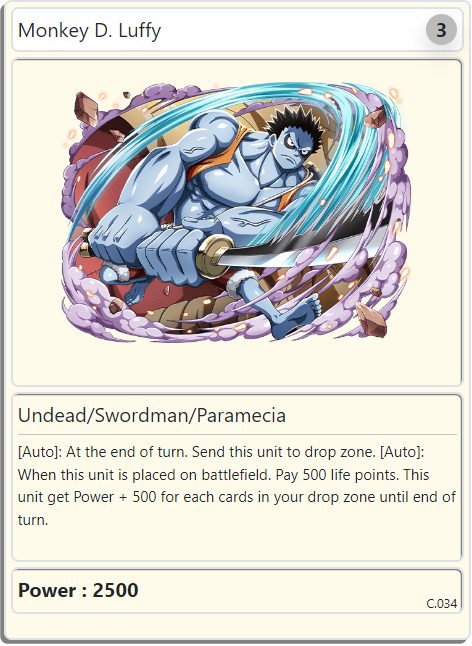 Monkey D. Luffy
3
Undead/Swordman/Paramecia
[Auto]: At the end of turn. Send this unit to drop zone. [Auto]:
When this unit is placed on battlefield. Pay 500 life points. This
unit get Power + 500 for each cards in your drop zone until end of
turn.
Power : 2500
C.034